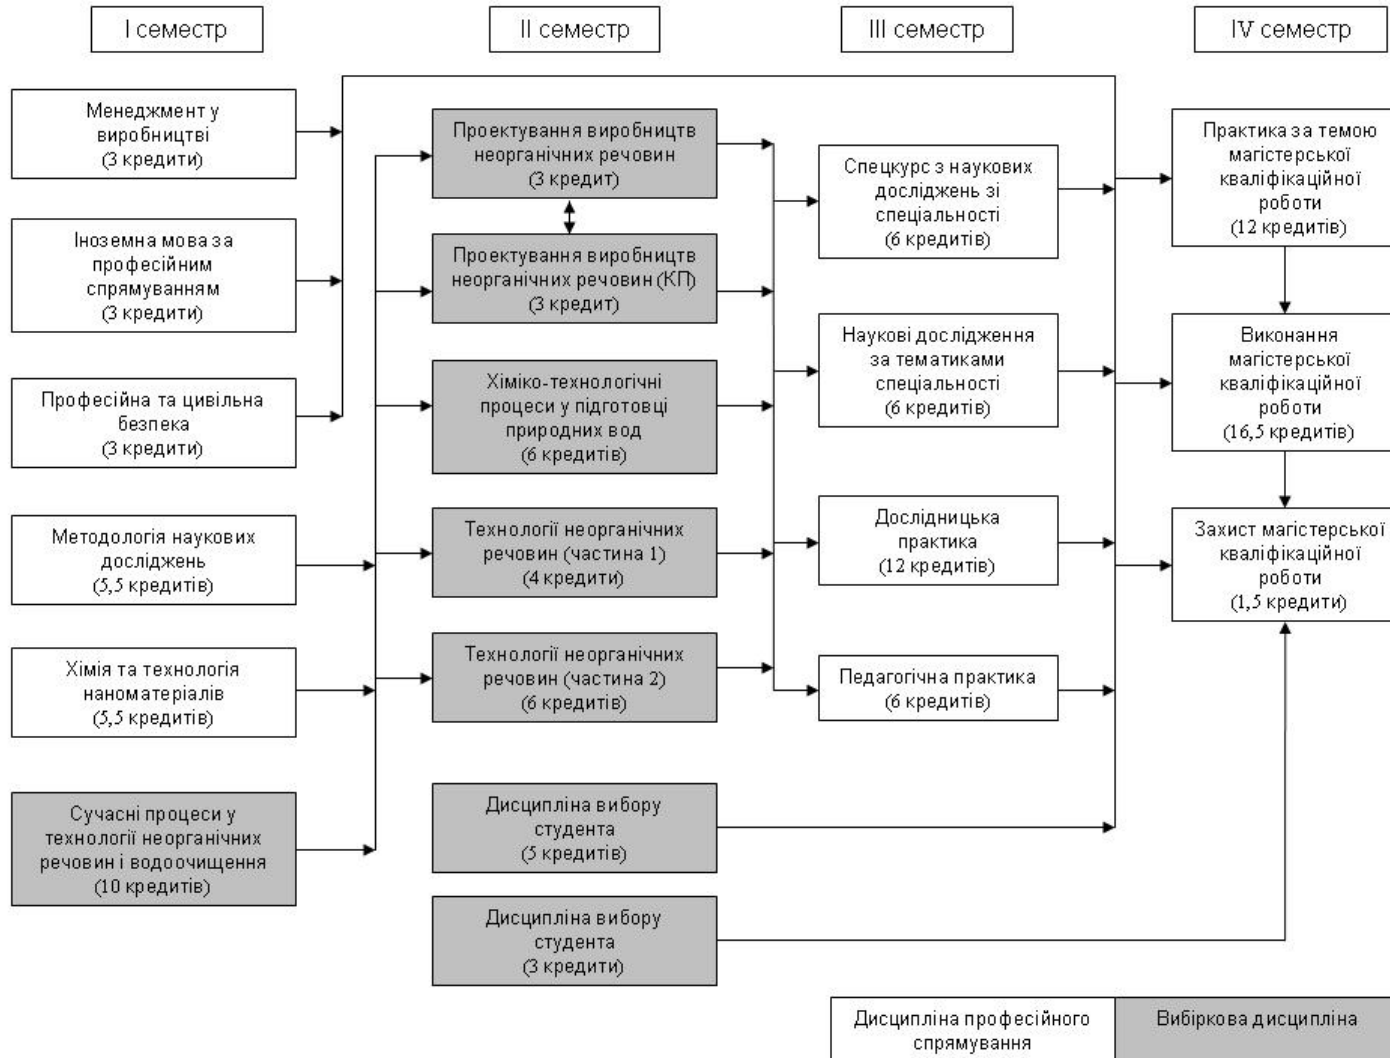 I семестр
II семестр
III семестр
IV семестр
Менеджмент у
виробництві
(3 кредити)
Іноземна мова за
професійним
спрямуванням
(3 кредити)
Професійна та цивільна
безпека
(3 кредити)
Методологія наукових
досліджень
(5,5 кредитів)
Хімія та технологія
наноматеріалів
(5,5 кредитів)
Сучасні процеси у
технології неорганічних
речовин і водоочищення
(10 кредитів)
Проектування виробництв
неорганічних речовин
(3 кредит)
Проектування виробництв
неорганічних речовин (КП)
(3 кредит)
Хіміко-технологічні
процеси у підготовці
природних вод
(6 кредитів)
Технології неорганічних
речовин (частина 1)
(4 кредити)
Технології неорганічних
речовин (частина 2)
(6 кредитів)
Дисципліна вибору
студента
(5 кредитів)
Дисципліна вибору
студента
(3 кредити)
Спецкурс з наукових
досліджень зі
спеціальності
(6 кредитів)
Наукові дослідження
за тематиками
спеціальності
(6 кредитів)
Дослідницька
практика
(12 кредитів)
Педагогічна практика
(6 кредитів)
Практика за темою
магістерської
кваліфікаційної
роботи
(12 кредитів)
Виконання
магістерської
кваліфікаційної
роботи
(16,5 кредитів)
Захист магістерської
кваліфікаційної
роботи
(1,5 кредити)
Дисципліна професійного
спрямування
Вибіркова дисципліна